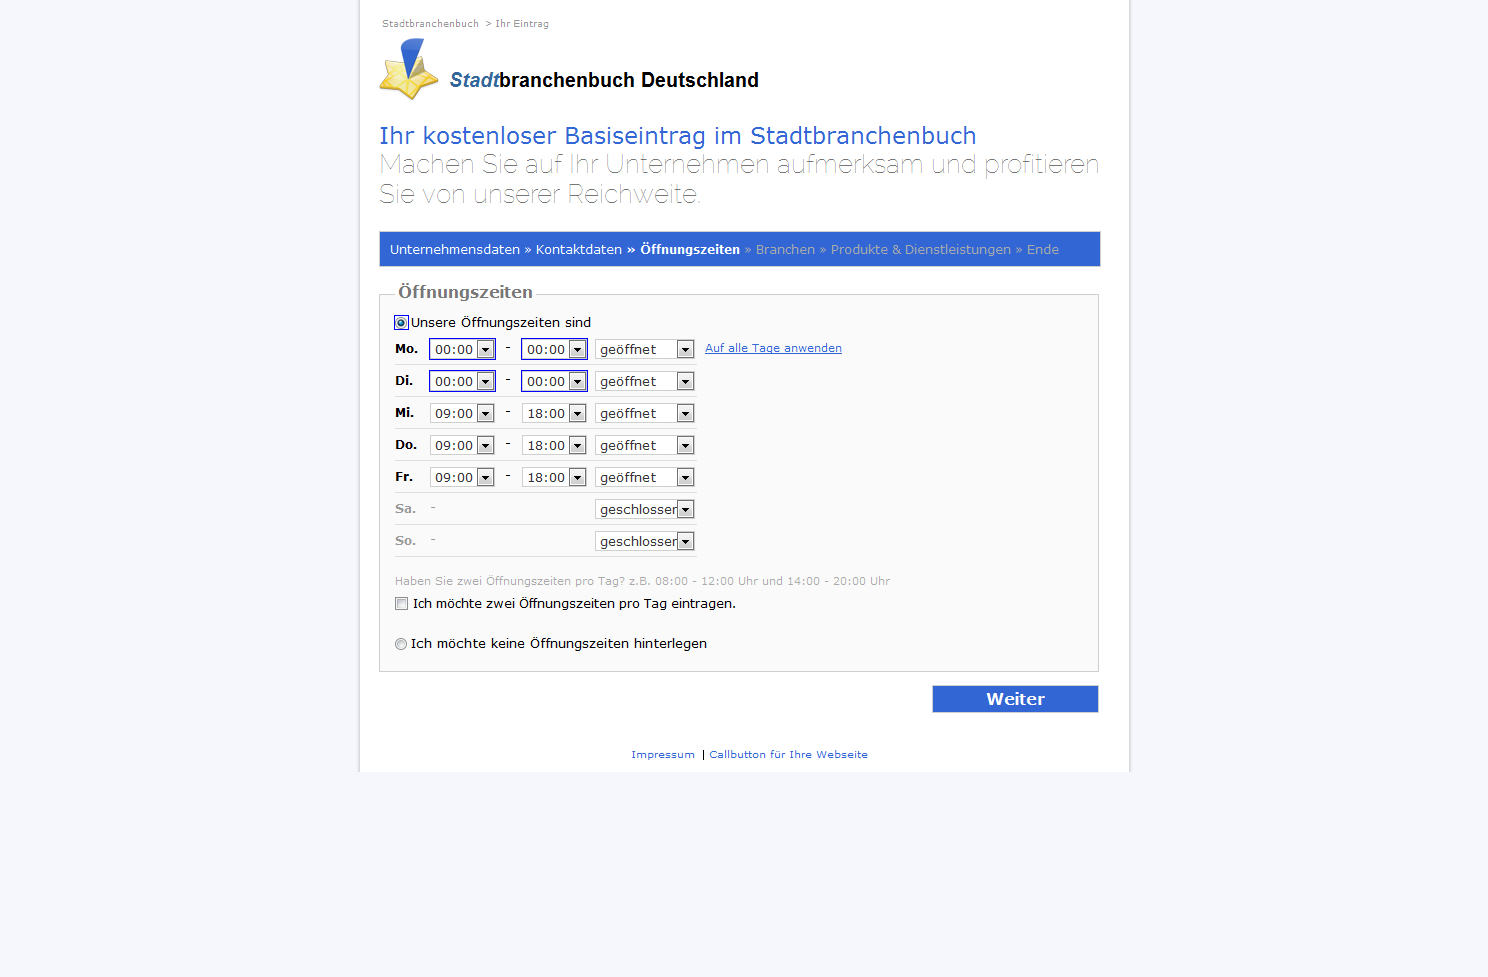 Stadtbranchenbuch > Ihr Eintrag
Stadtbranchenbuch Deutschland
Ihr kostenloser Basiseintrag im Stadtbranchenbuch
Machen Sie auf Ihr Unternehmen aufmerksam und profitieren
Sie von unserer Reichweite.
Unternehmensdaten » Kontaktdaten » Öffnungszeiten » Branchen » Produkte & Dienstleistungen » Ende
Öffnungszeiten
Unsere Öffnungszeiten sind
Mo. 00:00 - 00:00 geöffnet Auf alle Tage anwenden
Di. 00:00 - 00:00 geöffnet
Mi. 09:00 - 18:00 geöffnet
Do. 09:00 - 18:00 geöffnet
Fr. 09:00 - 18:00 geöffnet
Sa. - geschlossen
So. - geschlossen
Haben Sie zwei Öffnungszeiten pro Tag? z.B. 08:00 - 12:00 Uhr und 14:00 - 20:00 Uhr
Ich möchte zwei Öffnungszeiten pro Tag eintragen.
Ich möchte keine Öffnungszeiten hinterlegen
Weiter
Impressum | Callbutton für Ihre Webseite